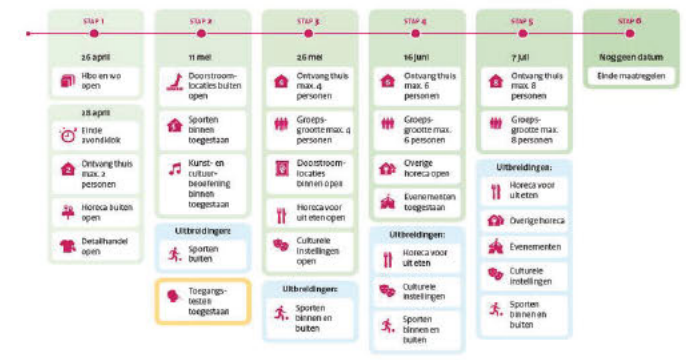 STAP 1
26 april
Hbo en wo
open
28 april
Einde
avondklok
Ontvang thuis
max. 2
personen
Horeca buiten
open
Detailhandel
open
STAP 2
11 mei
Doorstroom-
locaties buiten
open
Sporten
binnen
toegestaan
Kunst- en
cultuur-
beoefening
binnen
toegestaan
Uitbreidingen:
Sporten
buiten
Toegangs-
testen
toegestaan
STAP 3
26 mei
Ontvang thuis
max. 4
personen
Groeps-
grootte max. 4
personen
Doorstroom-
locaties
binnen open
Horeca voor
uit eten open
Culturele
instellingen
open
Uitbreidingen:
Sporten
binnen en
buiten
STAP 4
16 juni
Ontvang thuis
max. 6
personen
Groeps-
grootte max.
6 personen
Overige
horeca open
Evenementen
toegestaan
Uitbreidingen:
Horeca voor
uit eten
Culturele
instellingen
Sporten
binnen en
buiten
STAP 5
7 juli
Ontvang thuis
max. 8
personen
Groeps-
grootte max.
8 personen
Uitbreidingen:
Horeca voor
uit eten
Overige horeca
Evenementen
Culturele
instellingen
Sporten
binnen en
buiten
STAP 6
Nog geen datum
Einde maatregelen